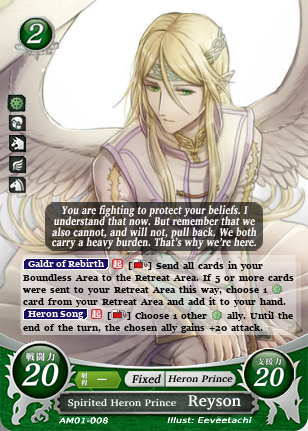 2
You are fighting to protect your beliefs. I
understand that now. But remember that we
also cannot, and will not, pull back. We both
carry a heavy burden. That's why we're here.
Galdr of Rebirth 起 [横] Send all cards in your
Boundless Area to the Retreat Area. If 5 or more cards
were sent to your Retreat Area this way, choose 1
card from your Retreat Area and add it to your hand.
Heron Song 起 [横] Choose 1 other ally. Until the
end of the turn, the chosen ally gains +20 attack.
戦闘力
20
射程 —
Fixed
Heron Prince
支援力
20
Spirited Heron Prince Reyson
AM01-008
Illust: Eeveetachi